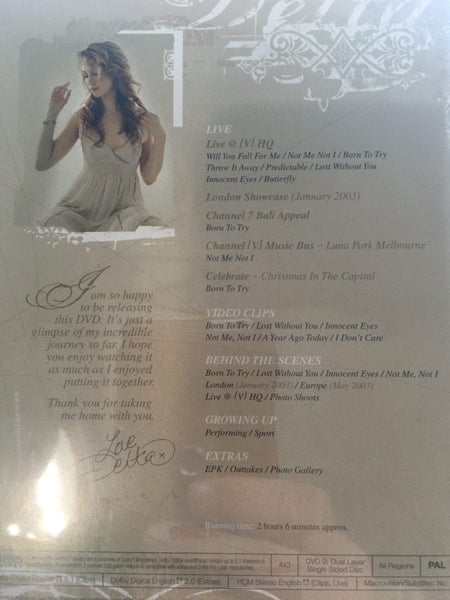 Delta
LIVE
Live @ [V] HQ
Will You Fall For Me / Not Me Not I / Born To Try
Throw It Away / Predictable / Lost Without You
Innocent Eyes / Butterfly
London Showcase (January 2003)
Channel 7 Bali Appeal
Born To Try
Channel [V] Music Bus ~ Luna Park Melbourne
Not Me Not I
Celebrate ~ Christmas In The Capital
Born To Try
I am so happy
to be releasing
this DVD. It's just a
glimpse of my incredible
journey so far. I hope
you enjoy watching it
as much as I enjoyed
putting it together.
Thank you for taking
me home with you.
Love
Delta x
VIDEO CLIPS
Born To Try / Lost Without You / Innocent Eyes
Not Me, Not I / A Year Ago Today / I Don't Care
BEHIND THE SCENES
Born To Try / Lost Without You / Innocent Eyes / Not Me, Not I
London (January 2003) / Europe (May 2003)
Live @ [V] HQ / Photo Shoots
GROWING UP
Performing / Sport
EXTRAS
EPK / Outtakes / Photo Gallery
Running time: 2 hours 6 minutes approx.
4x3
DVD 9: Dual Layer
Single Sided Disc
All Regions
PAL
Dolby Digital English 5.1 (Clips)
Dolby Digital English 2.0 (Extras)
PCM Stereo English (Clips, Live)
Macrovision/Subtitles: No